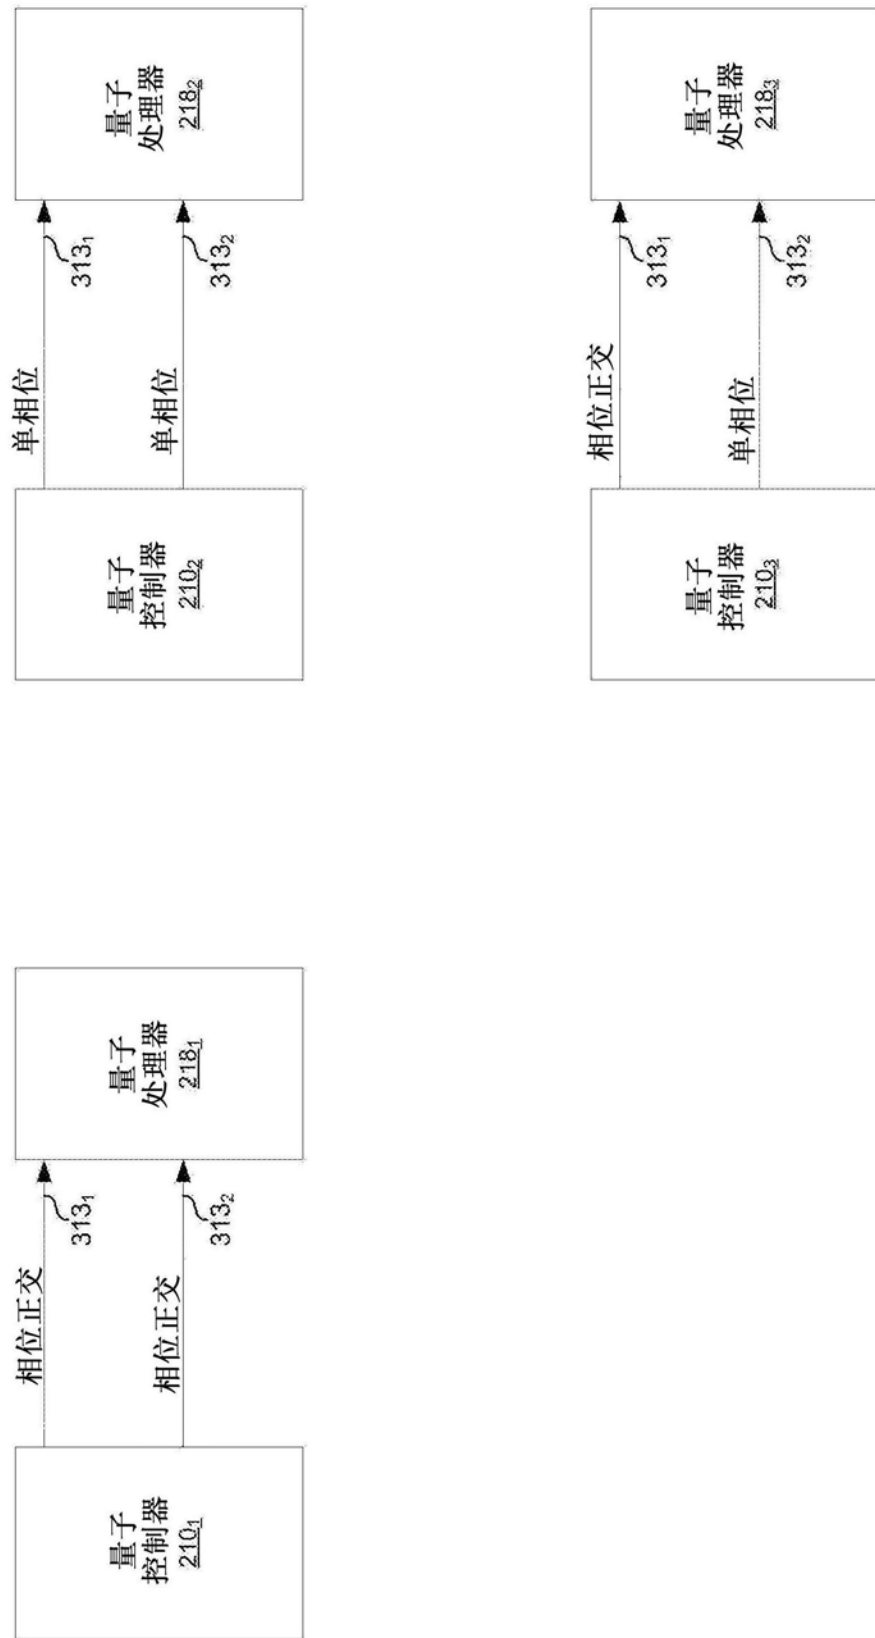 量子
控制器
210₁
相位正交
313₁
相位正交
313₂
量子
处理器
218₁
量子
控制器
210₂
单相位
313₁
单相位
313₂
量子
处理器
218₂
量子
控制器
210₃
相位正交
313₁
单相位
313₂
量子
处理器
218₃